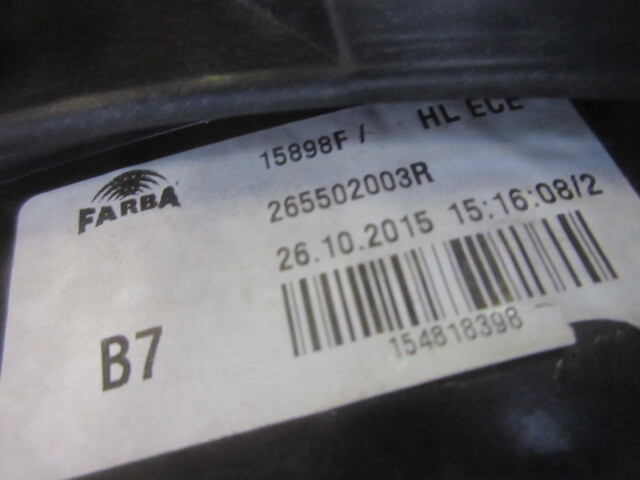 15898F / HL ECE
FARBA
265502003R
26.10.2015 15:16:08/2
B7
154818398